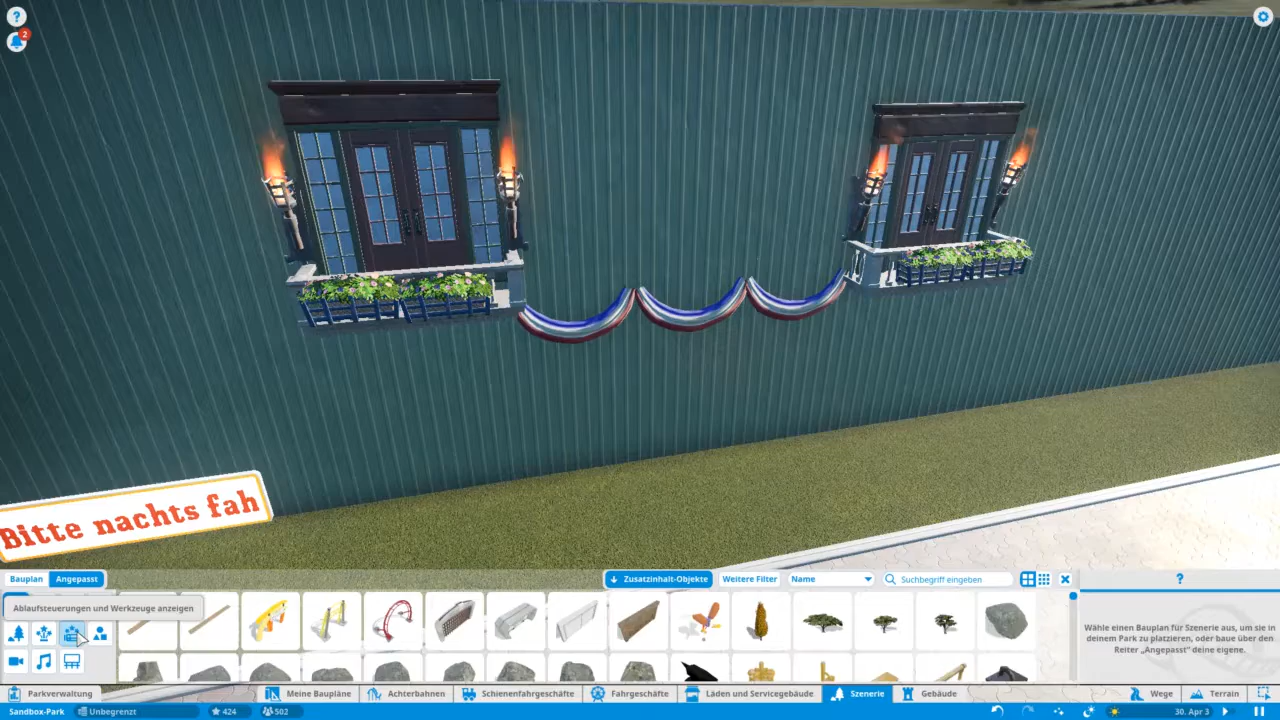 ?
2
Bitte nachts fah
Bauplan
Angepasst
Zusatzinhalt-Objekte
Weitere Filter
Name
Suchbegriff eingeben
?
Ablaufsteuerungen und Werkzeuge anzeigen
Wähle einen Bauplan für Szenerie aus, um sie in
deinem Park zu platzieren, oder baue über den
Reiter „Angepasst" deine eigene.
Parkverwaltung
Meine Baupläne
Achterbahnen
Schienenfahrgeschäfte
Fahrgeschäfte
Läden und Servicegebäude
Szenerie
Gebäude
Wege
Terrain
Sandbox-Park
Unbegrenzt
424
502
30. Apr 3